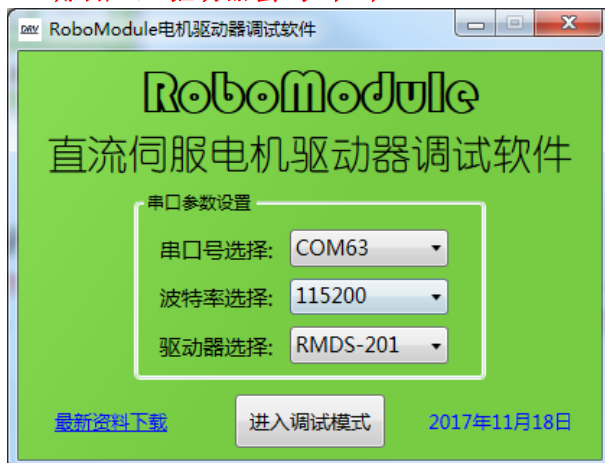 DRV RoboModule电机驱动器调试软件
RoboModule
直流伺服电机驱动器调试软件
串口参数设置
串口号选择: COM63
波特率选择: 115200
驱动器选择: RMDS-201
最新资料下载 进入调试模式 2017年11月18日